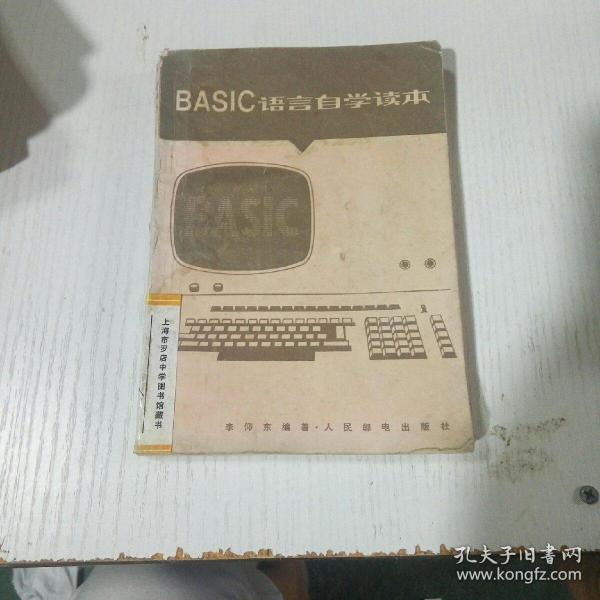 BASIC语言自学读本
BASIC
上海市罗店中学图书馆藏书
李仰东编著·人民邮电出版社
孔夫子旧书网
www.kongfz.com